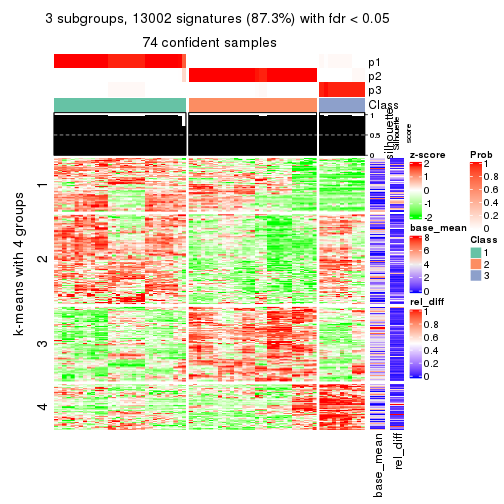 3 subgroups, 13002 signatures (87.3%) with fdr < 0.05
74 confident samples
p1
p2
p3
Class
1
0.5
0
silhouette
Silhouette
score
k-means with 4 groups
1
2
3
4
base_mean
rel_diff
z-score
2
1
0
-1
-2
base_mean
8
6
4
2
0
rel_diff
1
0.8
0.6
0.4
0.2
0
Prob
1
0.8
0.6
0.4
0.2
0
Class
1
2
3